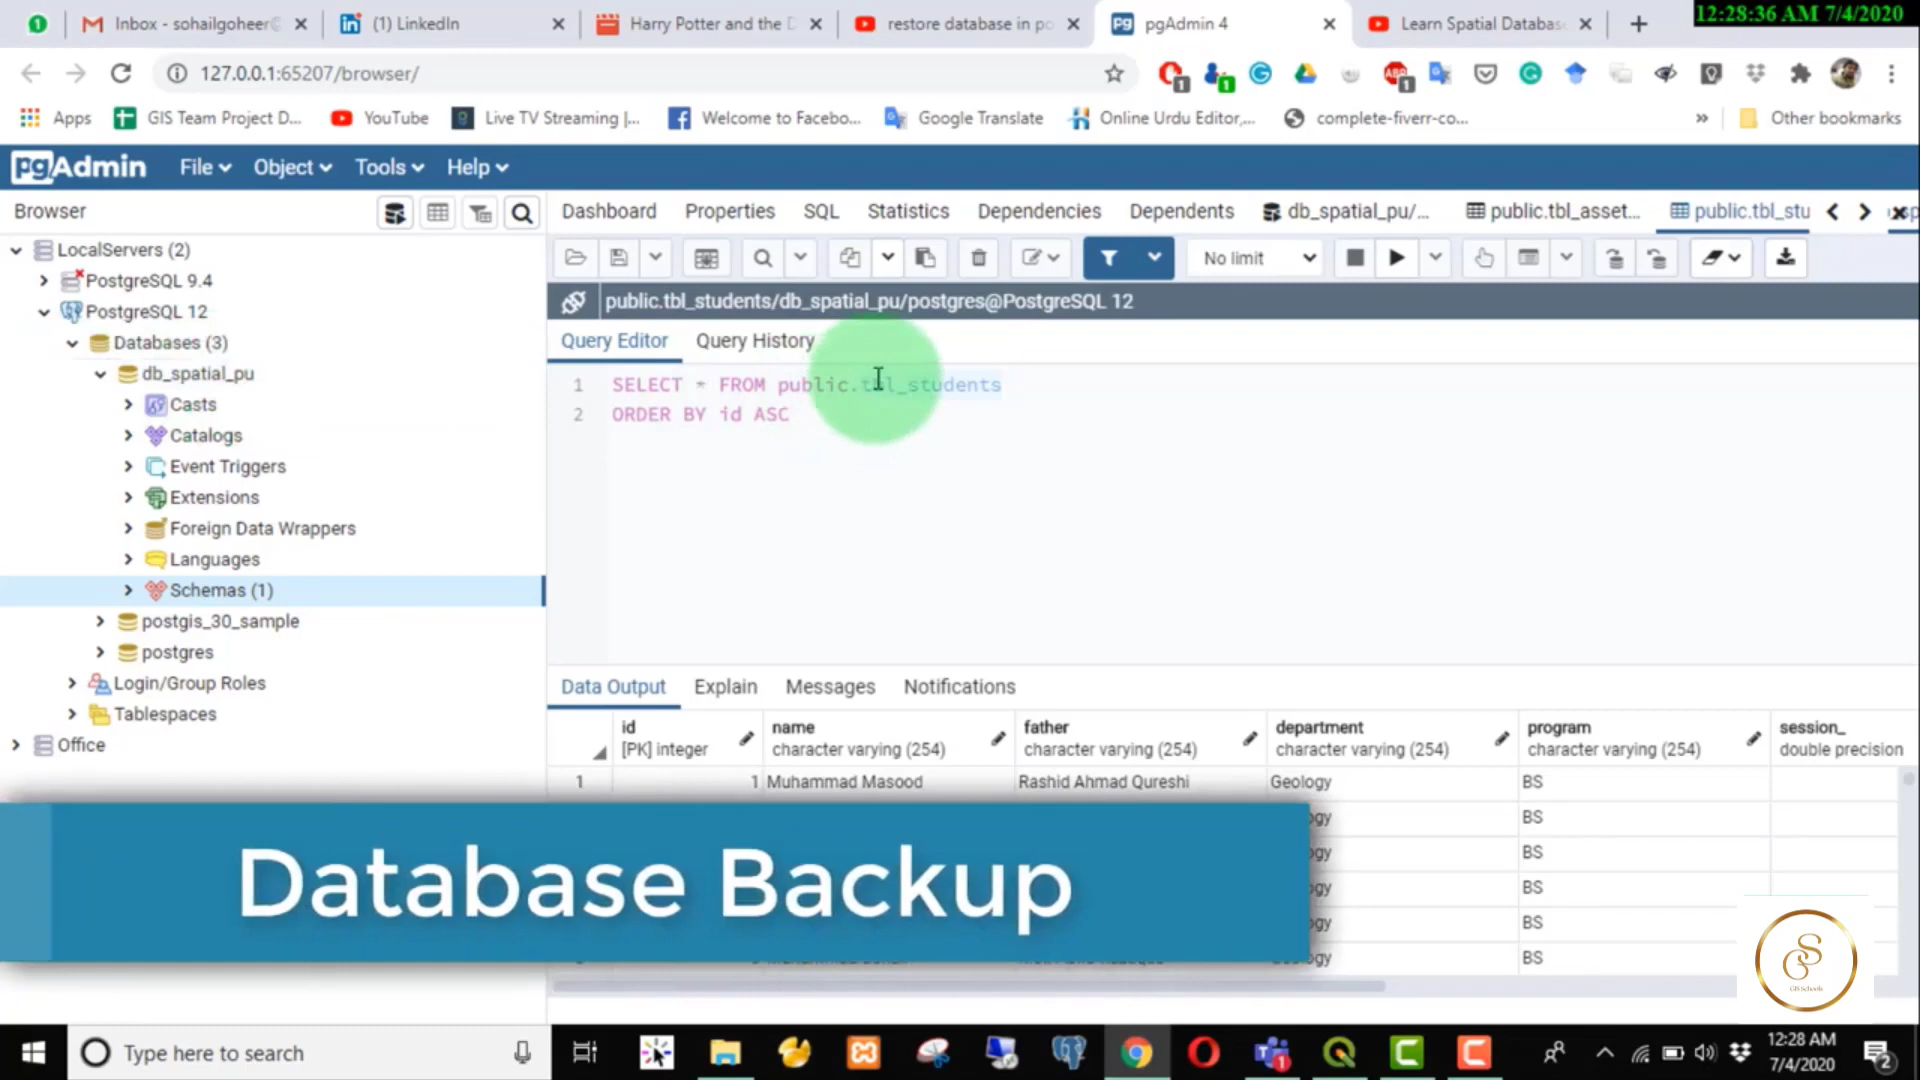 Inbox - sohailgoheer@
(1) LinkedIn
Harry Potter and the D
restore database in po
pgAdmin 4
Learn Spatial Databas
12:28:36 AM 7/4/2020
127.0.0.1:65207/browser/
Apps
GIS Team Project D...
YouTube
Live TV Streaming |...
Welcome to Facebo...
Google Translate
Online Urdu Editor,...
complete-fiverr-co...
» Other bookmarks
pgAdmin File Object Tools Help
Browser
Dashboard Properties SQL Statistics Dependencies Dependents db_spatial_pu/... public.tbl_asset... public.tbl_stu
LocalServers (2)
PostgreSQL 9.4
PostgreSQL 12
Databases (3)
db_spatial_pu
Casts
Catalogs
Event Triggers
Extensions
Foreign Data Wrappers
Languages
Schemas (1)
postgis_30_sample
postgres
Login/Group Roles
Tablespaces
Office
No limit
public.tbl_students/db_spatial_pu/postgres@PostgreSQL 12
Query Editor Query History
1 SELECT * FROM public.tbl_students
2 ORDER BY id ASC
Data Output Explain Messages Notifications
id name father department program session_
[PK] integer character varying (254) character varying (254) character varying (254) character varying (254) double precision
1 1 Muhammad Masood Rashid Ahmad Qureshi Geology BS
ogy BS
ogy BS
ogy BS
ogy BS
ogy BS
Database Backup
GIS Schools
Type here to search
12:28 AM
7/4/2020